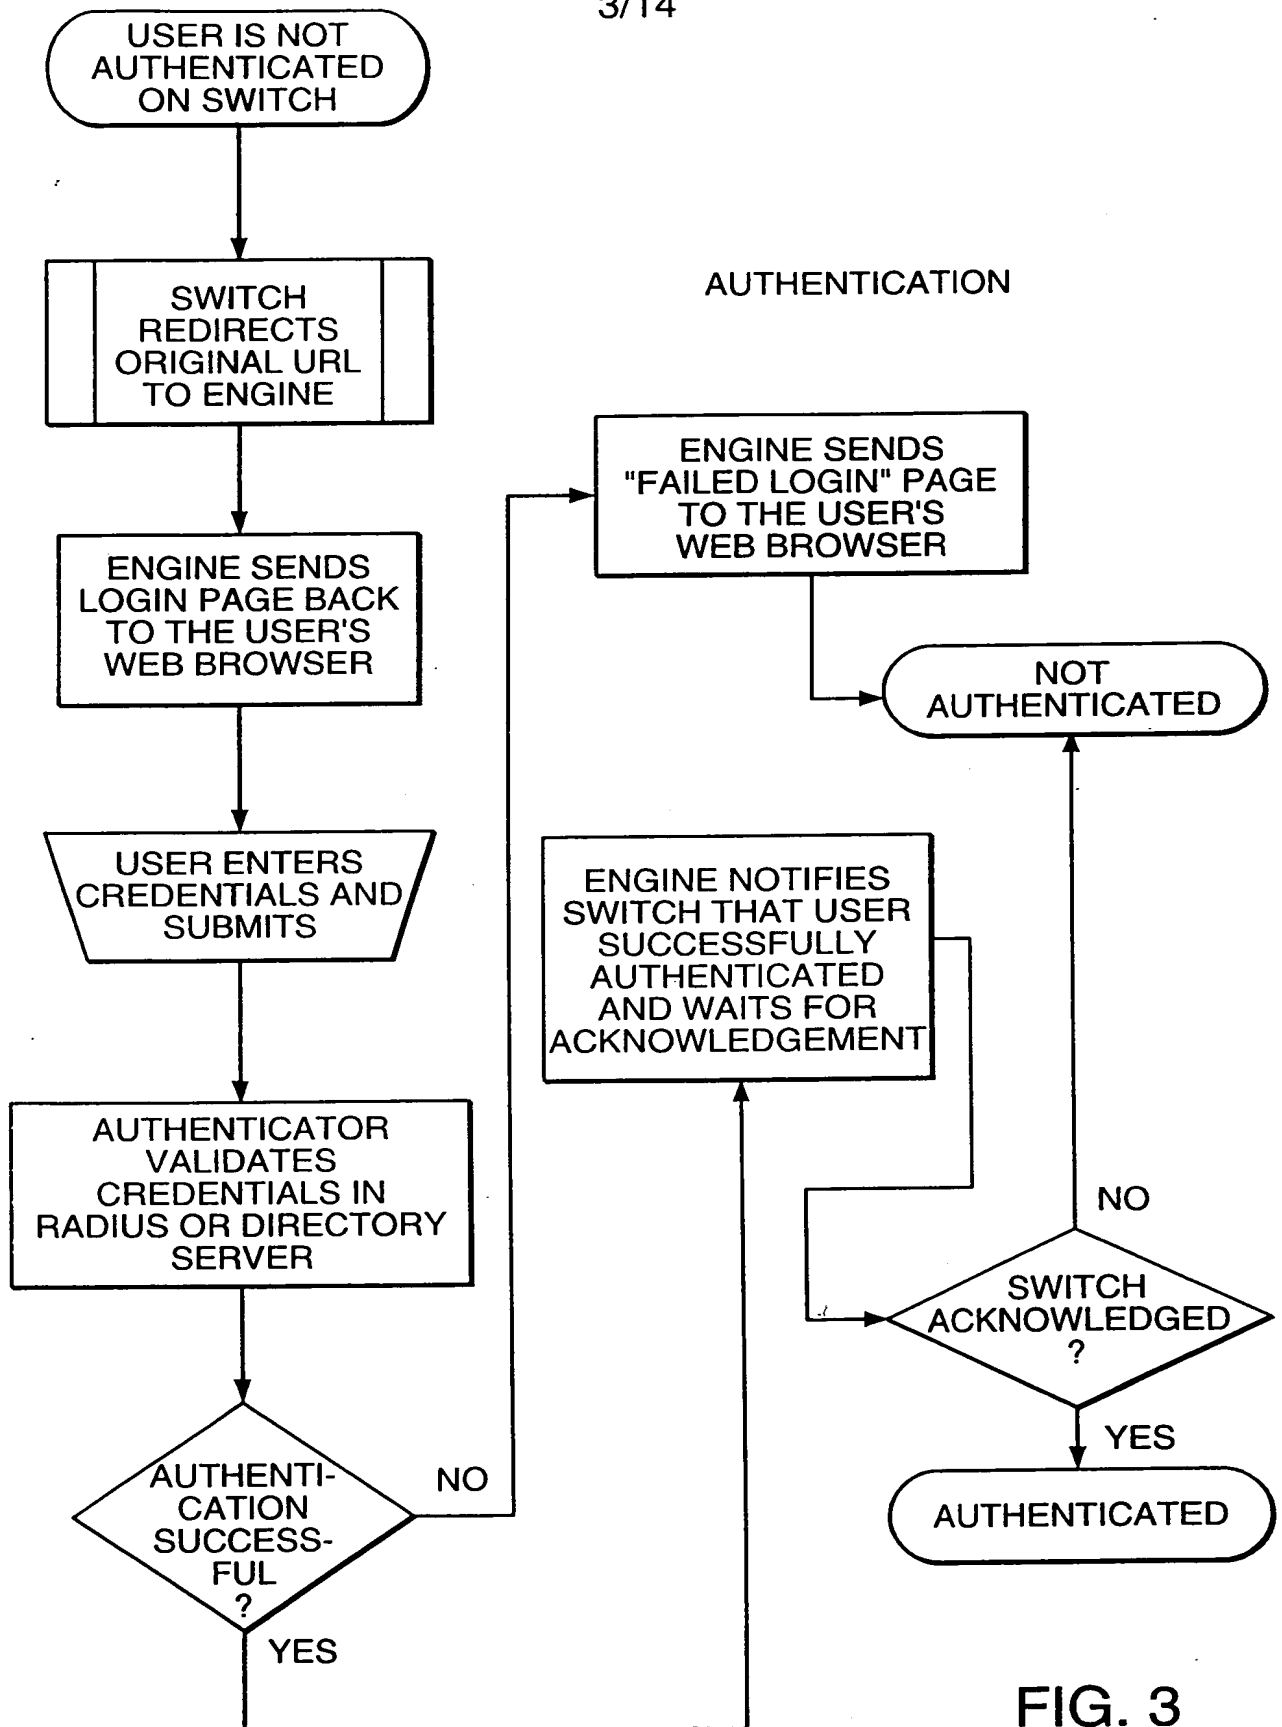 3/14
USER IS NOT
AUTHENTICATED
ON SWITCH
SWITCH
REDIRECTS
ORIGINAL URL
TO ENGINE
AUTHENTICATION
ENGINE SENDS
LOGIN PAGE BACK
TO THE USER'S
WEB BROWSER
ENGINE SENDS
"FAILED LOGIN" PAGE
TO THE USER'S
WEB BROWSER
NOT
AUTHENTICATED
USER ENTERS
CREDENTIALS AND
SUBMITS
ENGINE NOTIFIES
SWITCH THAT USER
SUCCESSFULLY
AUTHENTICATED
AND WAITS FOR
ACKNOWLEDGEMENT
AUTHENTICATOR
VALIDATES
CREDENTIALS IN
RADIUS OR DIRECTORY
SERVER
NO
SWITCH
ACKNOWLEDGED
?
YES
AUTHENTICATED
AUTHENTI-
CATION
SUCCESS-
FUL
?
NO
YES
FIG. 3